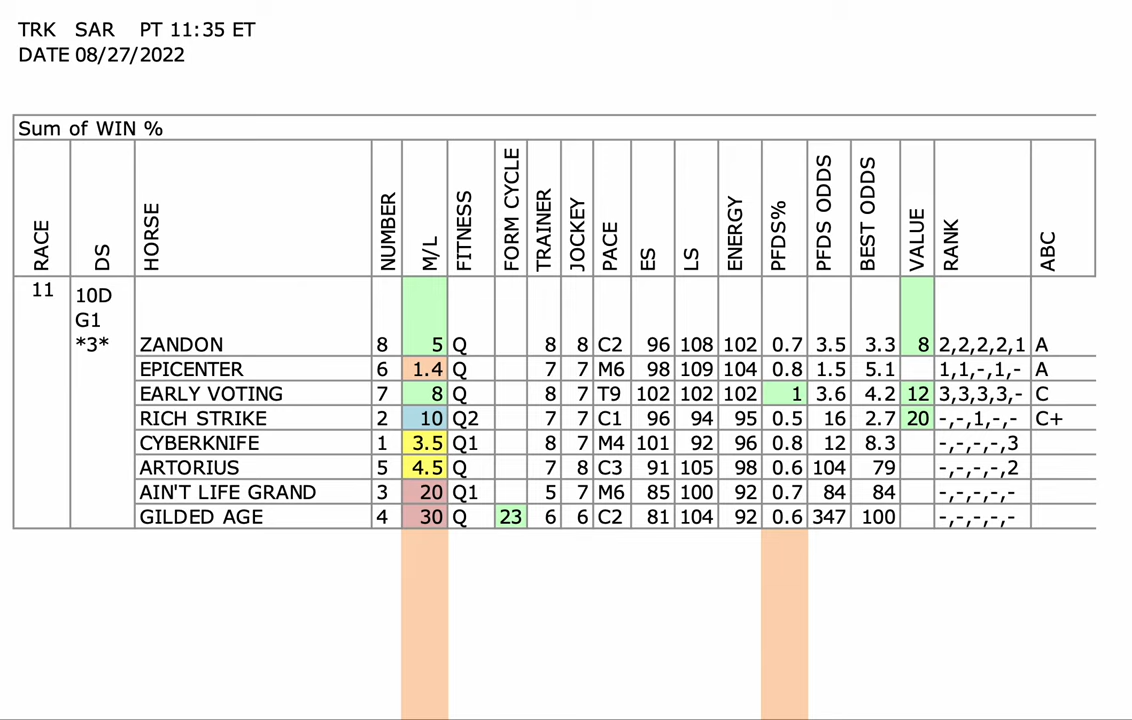 TRK SAR PT 11:35 ET
DATE 08/27/2022
Sum of WIN %
RACE DS HORSE NUMBER M/L FITNESS FORM CYCLE TRAINER JOCKEY PACE ES LS ENERGY PFDS% PFDS ODDS BEST ODDS VALUE RANK ABC
11 10D
G1
*3* ZANDON 8 5 Q 8 8 C2 96 108 102 0.7 3.5 3.3 8 2,2,2,2,1 A
EPICENTER 6 1.4 Q 7 7 M6 98 109 104 0.8 1.5 5.1 1,1,-,1,- A
EARLY VOTING 7 8 Q 8 7 T9 102 102 102 1 3.6 4.2 12 3,3,3,3,- C
RICH STRIKE 2 10 Q2 7 7 C1 96 94 95 0.5 16 2.7 20 -,-,1,-,- C+
CYBERKNIFE 1 3.5 Q1 8 7 M4 101 92 96 0.8 12 8.3 -,-,-,-,3
ARTORIUS 5 4.5 Q 7 8 C3 91 105 98 0.6 104 79 -,-,-,-,2
AIN'T LIFE GRAND 3 20 Q1 5 7 M6 85 100 92 0.7 84 84 -,-,-,-,-
GILDED AGE 4 30 Q 23 6 6 C2 81 104 92 0.6 347 100 -,-,-,-,-